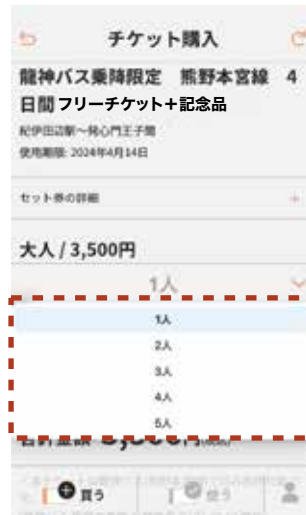 チケット購入
龍神バス乗降限定 熊野本宮線 4
日間フリーチケット+記念品
紀伊田辺駅~発心門王子間
使用期限: 2024年4月14日
セット券の詳細 +
大人 / 3,500円
1人
1人
2人
3人
4人
5人
買う 使う